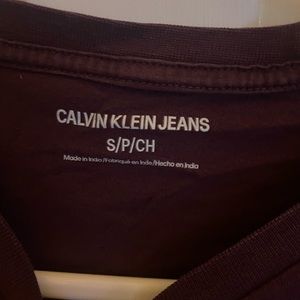 CALVIN KLEIN JEANS
S/P/CH
Made in India/Fabriqué en Inde/Hecho en India